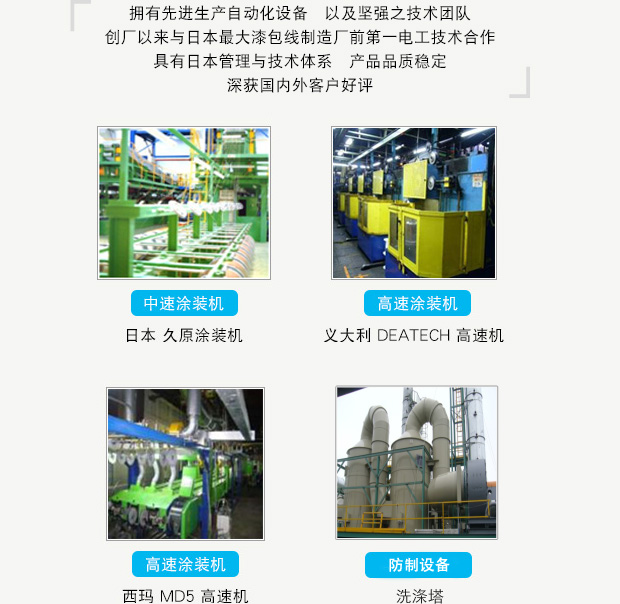 拥有先进生产自动化设备 以及坚强之技术团队
创厂以来与日本最大漆包线制造厂前第一电工技术合作
具有日本管理与技术体系 产品品质稳定
深获国内外客户好评
中速涂装机
高速涂装机
日本 久原涂装机
义大利 DEATECH 高速机
高速涂装机
防制设备
西玛 MD5 高速机
洗涤塔